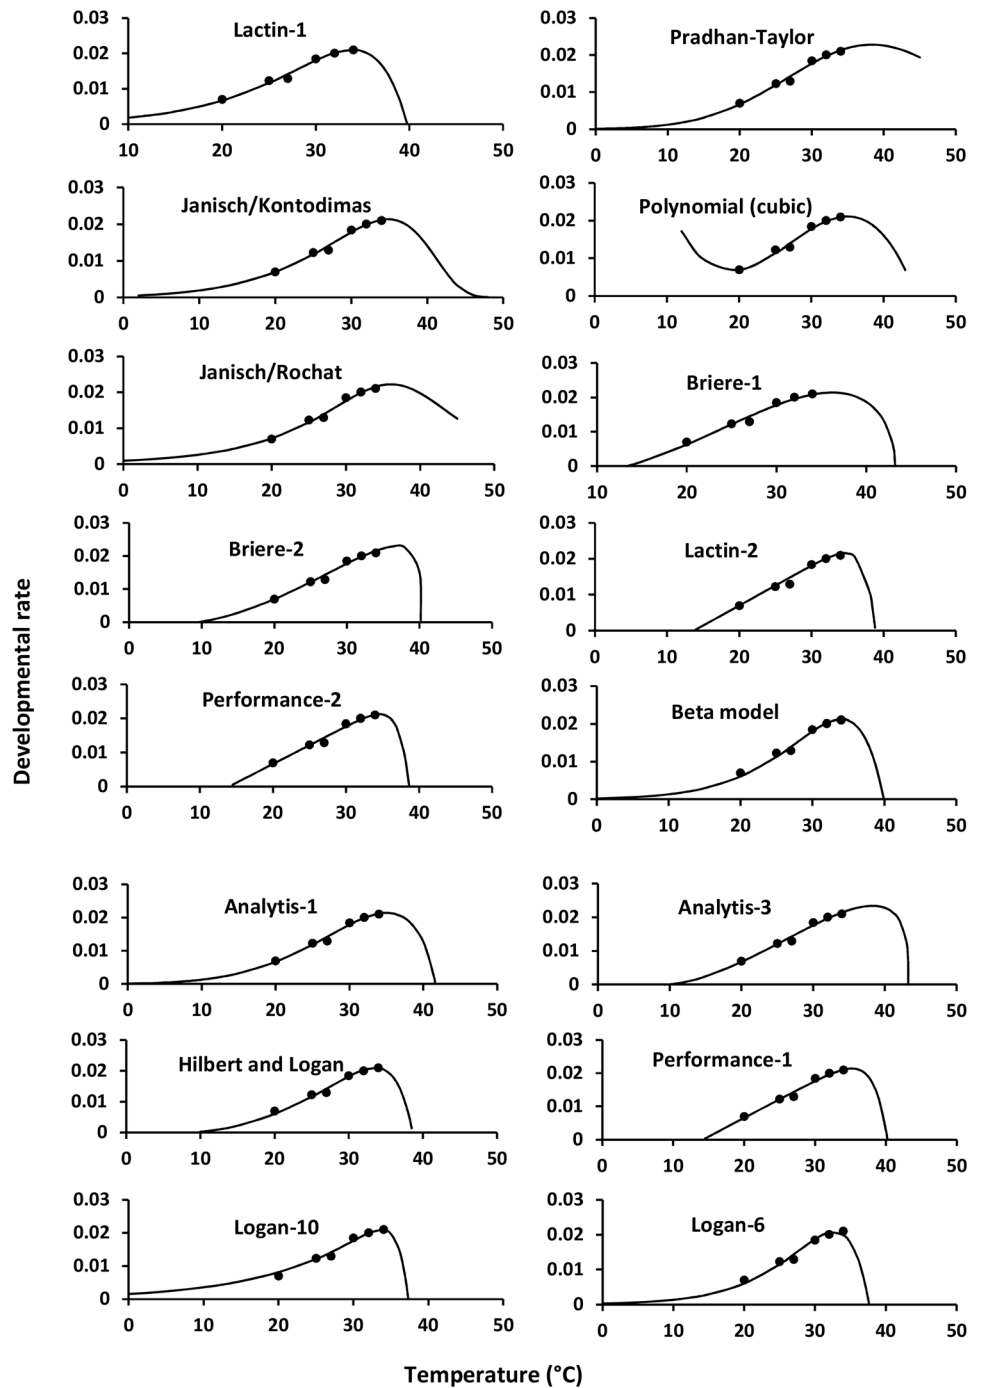 Lactin-1
0.03
0.02
0.01
0
10 20 30 40 50
Pradhan-Taylor
0.03
0.02
0.01
0
0 10 20 30 40 50
Janisch/Kontodimas
0.03
0.02
0.01
0
0 10 20 30 40 50
Polynomial (cubic)
0.03
0.02
0.01
0
0 10 20 30 40 50
Janisch/Rochat
0.03
0.02
0.01
0
0 10 20 30 40 50
Briere-1
0.03
0.02
0.01
0
10 20 30 40 50
Briere-2
0.03
0.02
0.01
0
0 10 20 30 40 50
Lactin-2
0.03
0.02
0.01
0
0 10 20 30 40 50
Performance-2
0.03
0.02
0.01
0
0 10 20 30 40 50
Beta model
0.03
0.02
0.01
0
0 10 20 30 40 50
Analytis-1
0.03
0.02
0.01
0
0 10 20 30 40 50
Analytis-3
0.03
0.02
0.01
0
0 10 20 30 40 50
Hilbert and Logan
0.03
0.02
0.01
0
0 10 20 30 40 50
Performance-1
0.03
0.02
0.01
0
0 10 20 30 40 50
Logan-10
0.03
0.02
0.01
0
0 10 20 30 40 50
Logan-6
0.03
0.02
0.01
0
0 10 20 30 40 50
Developmental rate
Temperature (°C)